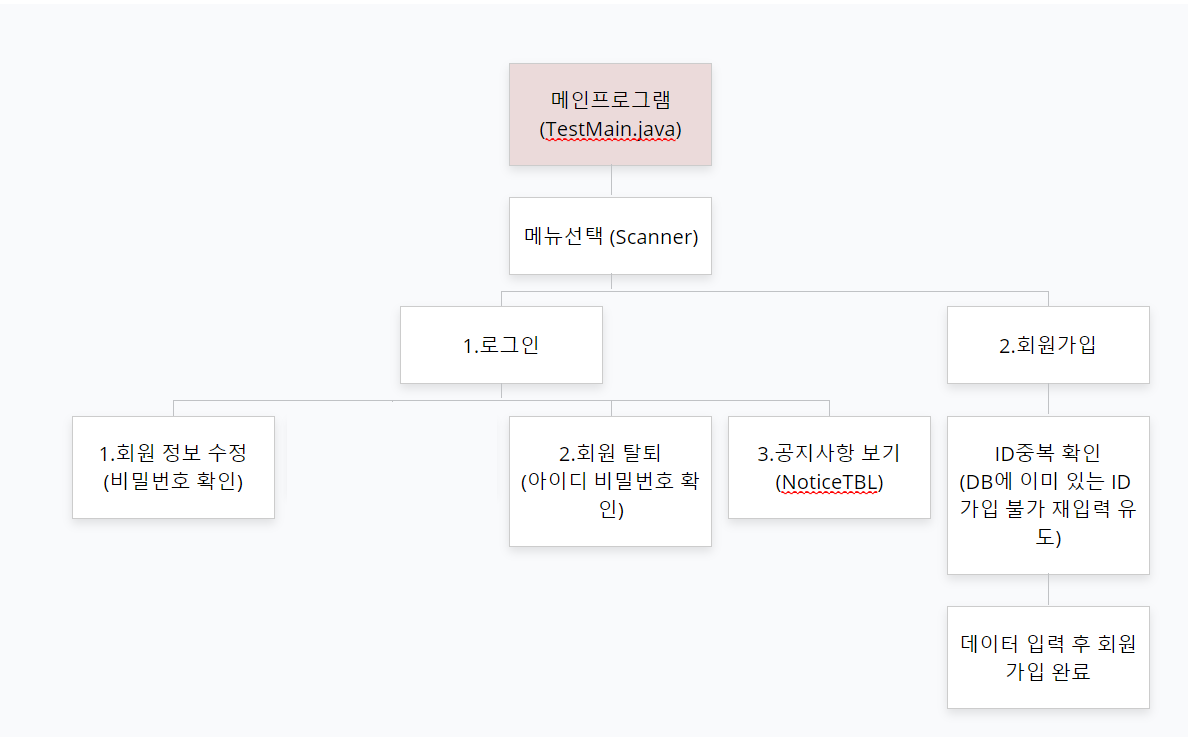 메인프로그램
(TestMain.java)
메뉴선택 (Scanner)
1.로그인
2.회원가입
1.회원 정보 수정
(비밀번호 확인)
2.회원 탈퇴
(아이디 비밀번호 확
인)
3.공지사항 보기
(NoticeTBL)
ID중복 확인
(DB에 이미 있는 ID
가입 불가 재입력 유
도)
데이터 입력 후 회원
가입 완료